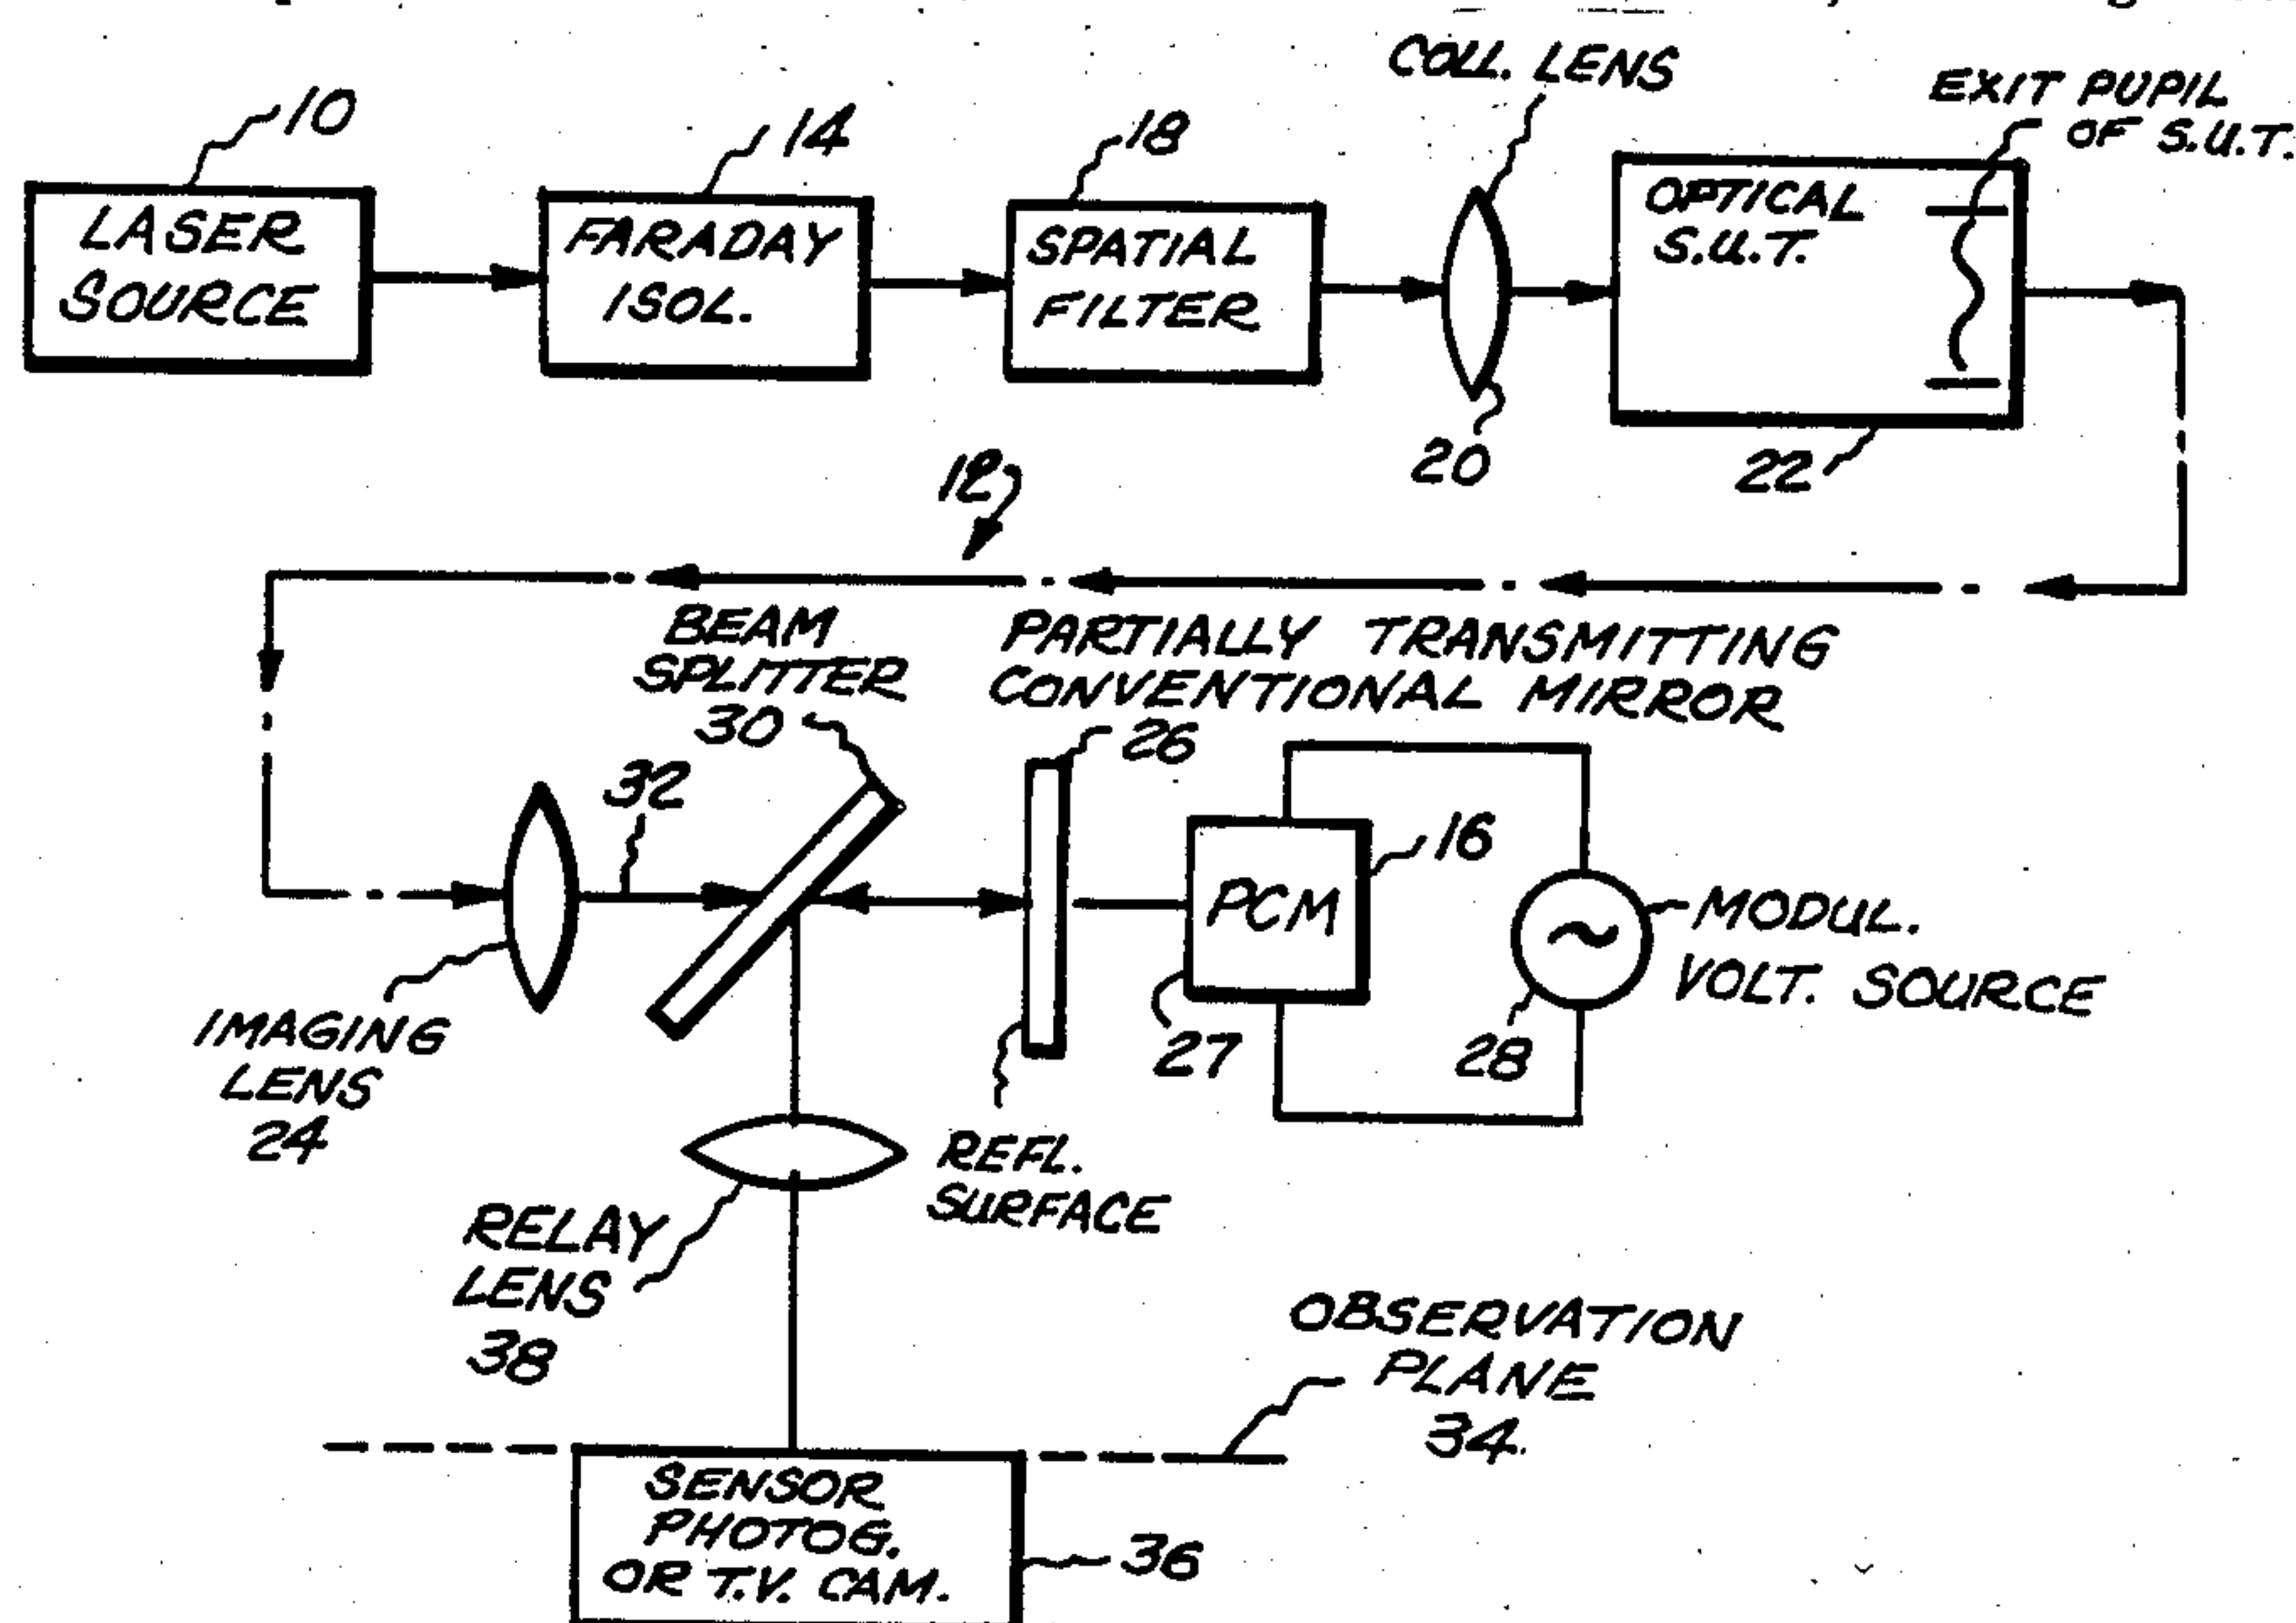 COLL. LENS
EXIT PUPIL
OF S.U.T.
10
14
18
LASER
SOURCE
FARADAY
ISOL.
SPATIAL
FILTER
OPTICAL
S.U.T.
20
22
12
BEAM
SPLITTER
30
PARTIALLY TRANSMITTING
CONVENTIONAL MIRROR
26
32
16
PCM
~
MODUL.
VOLT. SOURCE
27
28
IMAGING
LENS
24
REFL.
SURFACE
RELAY
LENS
38
OBSERVATION
PLANE
34.
SENSOR
PHOTOG.
OR T.V. CAM.
36